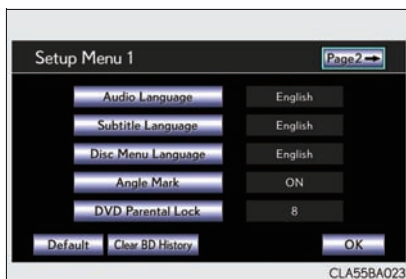 Setup Menu 1 Page2
Audio Language English
Subtitle Language English
Disc Menu Language English
Angle Mark ON
DVD Parental Lock 8
Default Clear BD History OK
CLA55BA023